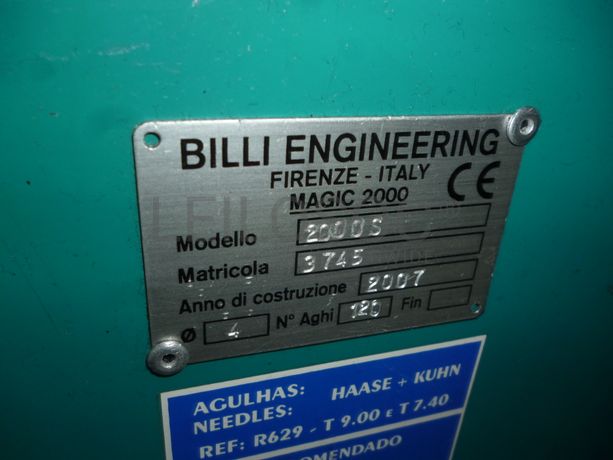 BILLI ENGINEERING
FIRENZE - ITALY
MAGIC 2000
CE
Modello 2000S
Matricola 3745
Anno di costruzione 2007
Ø 4 N° Aghi 120 Fin
AGULHAS: HAASE + KUHN
NEEDLES:
REF: R629 - T 9.00 E T 7.40